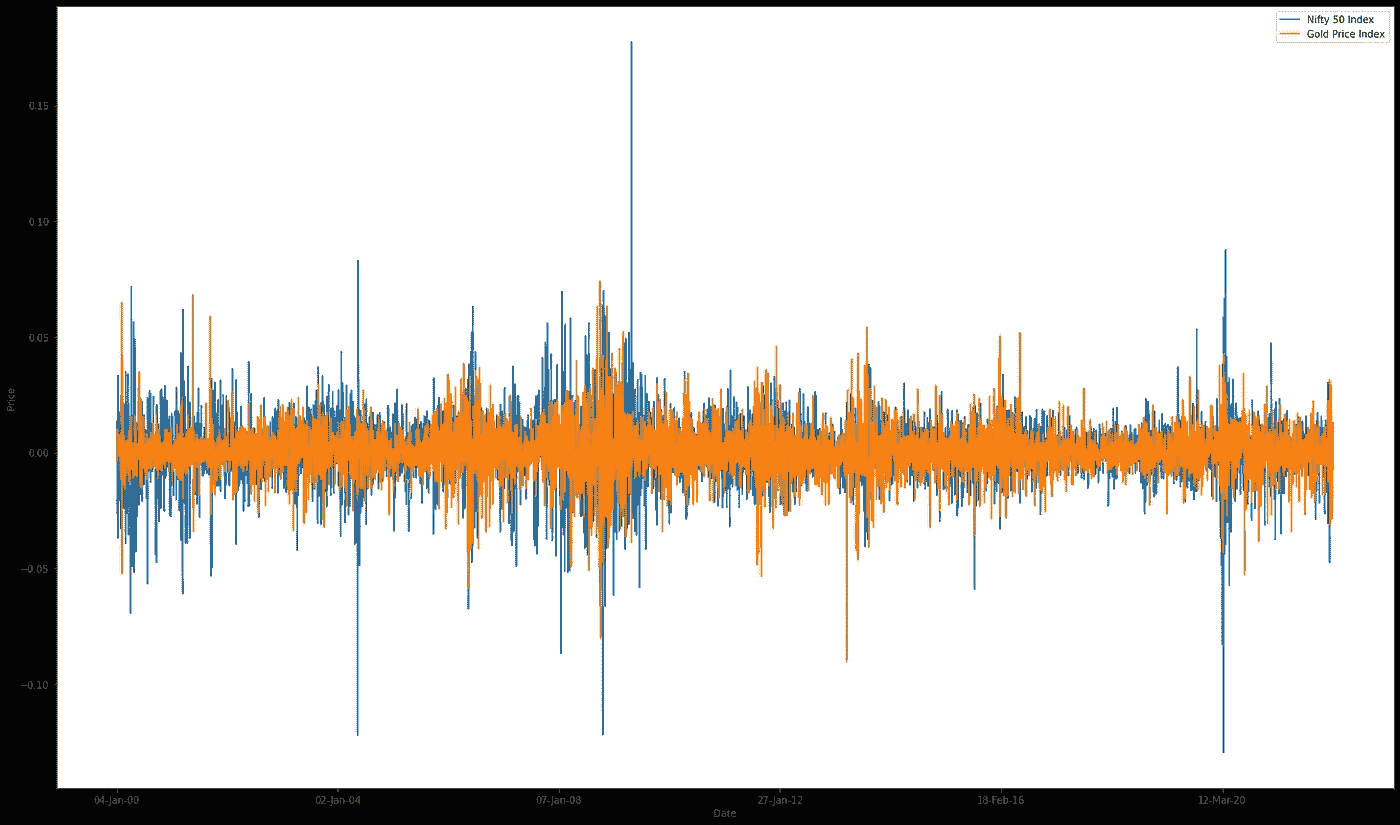 Nifty 50 Index
Gold Price Index
0.15
0.10
0.05
0.00
−0.05
−0.10
Price
04-Jan-00
02-Jan-04
07-Jan-08
27-Jan-12
18-Feb-16
12-Mar-20
Date